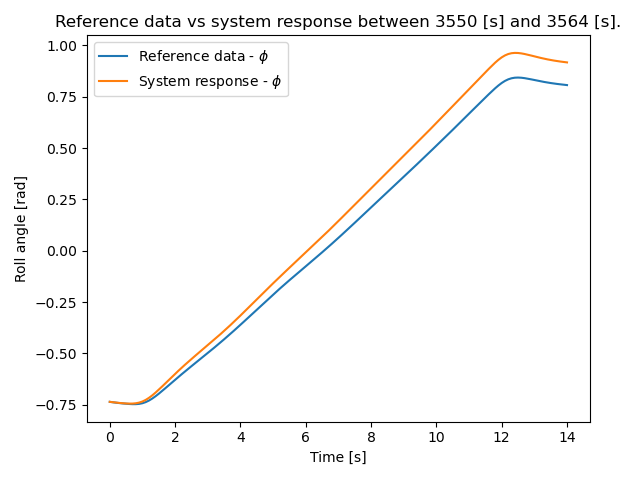 Reference data vs system response between 3550 [s] and 3564 [s].
Reference data - ϕ
System response - ϕ
1.00
0.75
0.50
0.25
0.00
−0.25
−0.50
−0.75
Roll angle [rad]
0 2 4 6 8 10 12 14
Time [s]